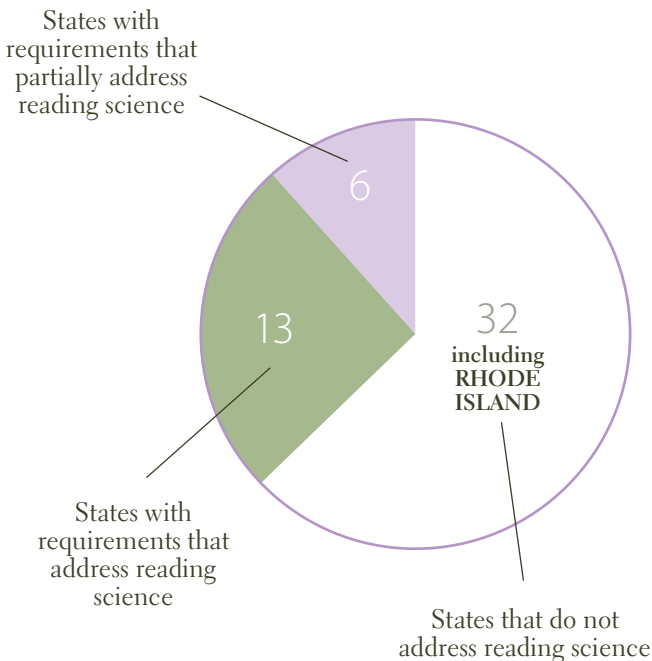 States with
requirements that
partially address
reading science
6
13
32
including
RHODE
ISLAND
States with
requirements that
address reading
science
States that do not
address reading science